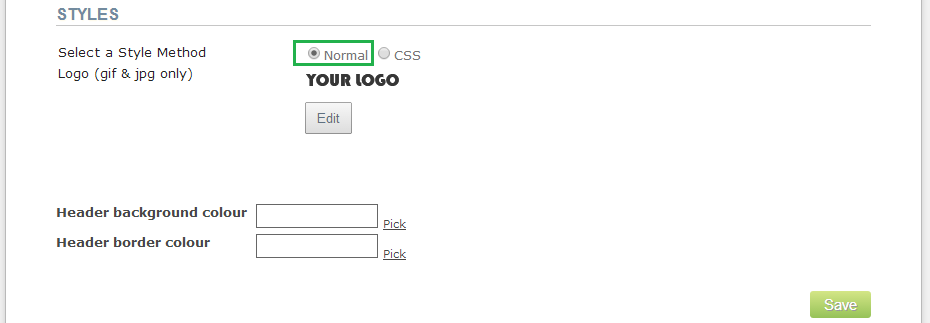 STYLES
Select a Style Method Normal CSS
Logo (gif & jpg only) YOUR LOGO
Edit
Header background colour Pick
Header border colour Pick
Save